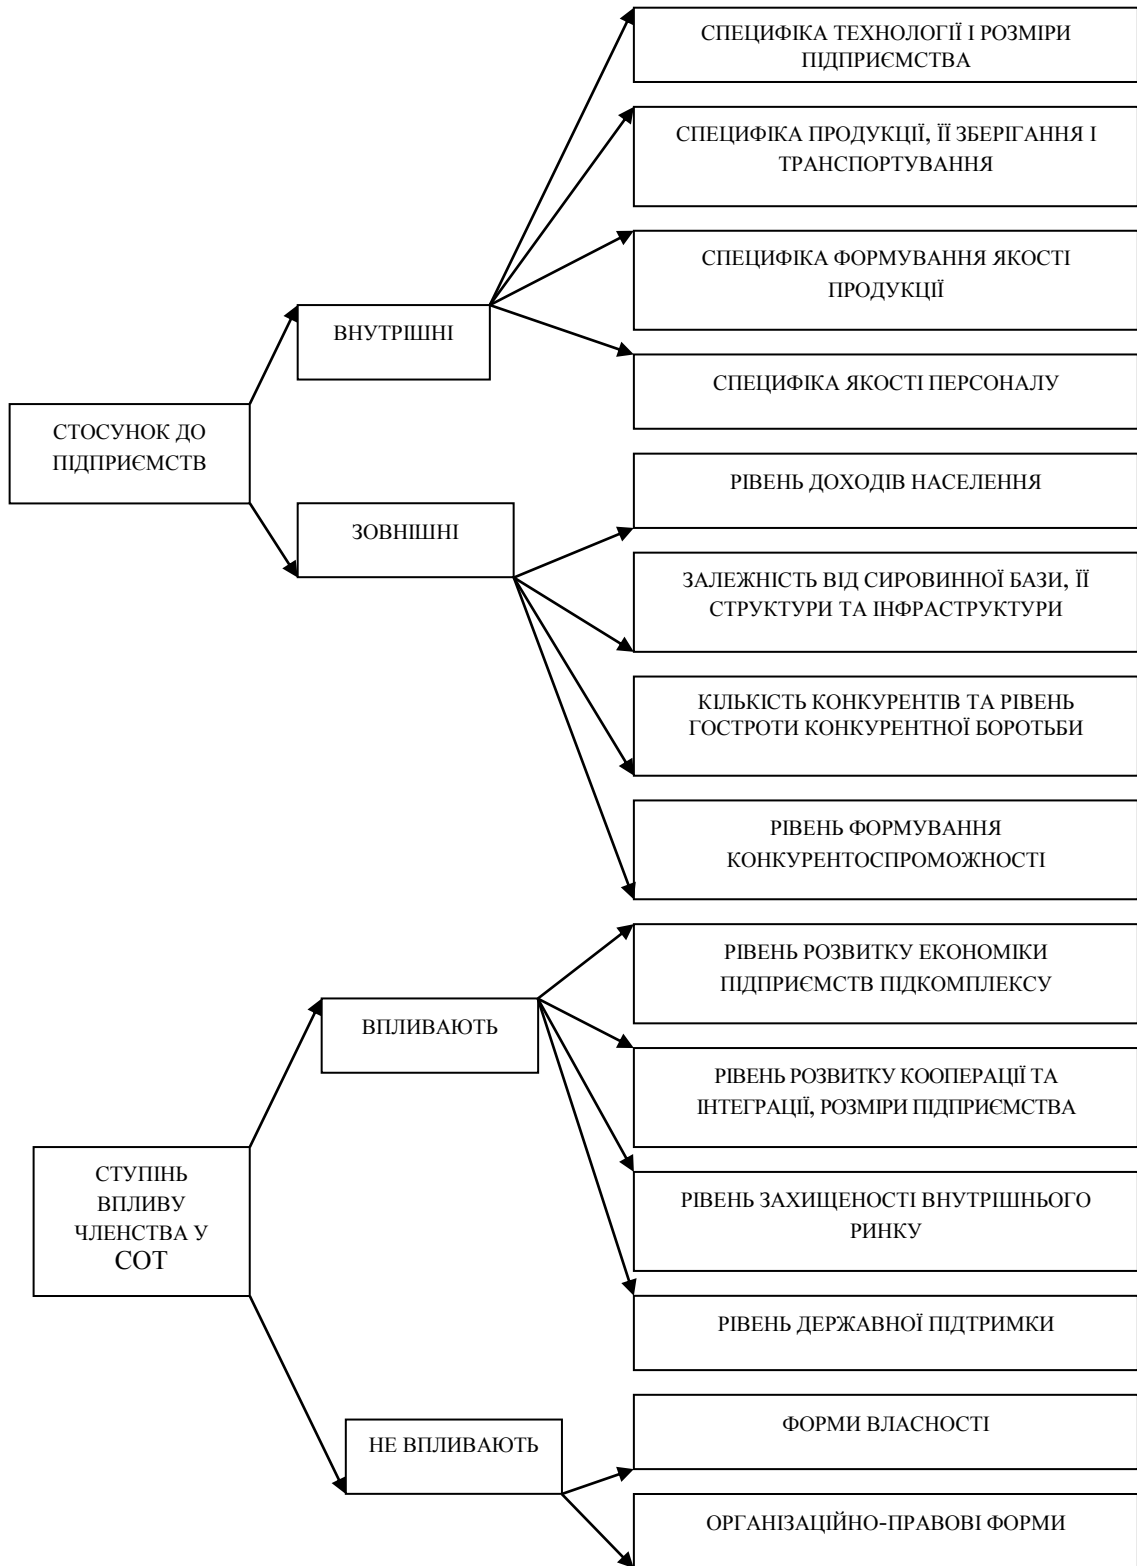 СПЕЦИФІКА ТЕХНОЛОГІЇ І РОЗМІРИ
ПІДПРИЄМСТВА
СПЕЦИФІКА ПРОДУКЦІЇ, ЇЇ ЗБЕРІГАННЯ І
ТРАНСПОРТУВАННЯ
СПЕЦИФІКА ФОРМУВАННЯ ЯКОСТІ
ПРОДУКЦІЇ
ВНУТРІШНІ
СПЕЦИФІКА ЯКОСТІ ПЕРСОНАЛУ
СТОСУНОК ДО
ПІДПРИЄМСТВ
РІВЕНЬ ДОХОДІВ НАСЕЛЕННЯ
ЗОВНІШНІ
ЗАЛЕЖНІСТЬ ВІД СИРОВИННОЇ БАЗИ, ЇЇ
СТРУКТУРИ ТА ІНФРАСТРУКТУРИ
КІЛЬКІСТЬ КОНКУРЕНТІВ ТА РІВЕНЬ
ГОСТРОТИ КОНКУРЕНТНОЇ БОРОТЬБИ
РІВЕНЬ ФОРМУВАННЯ
КОНКУРЕНТОСПРОМОЖНОСТІ
РІВЕНЬ РОЗВИТКУ ЕКОНОМІКИ
ПІДПРИЄМСТВ ПІДКОМПЛЕКСУ
ВПЛИВАЮТЬ
РІВЕНЬ РОЗВИТКУ КООПЕРАЦІЇ ТА
ІНТЕГРАЦІЇ, РОЗМІРИ ПІДПРИЄМСТВА
СТУПІНЬ
ВПЛИВУ
ЧЛЕНСТВА У
СОТ
РІВЕНЬ ЗАХИЩЕНОСТІ ВНУТРІШНЬОГО
РИНКУ
РІВЕНЬ ДЕРЖАВНОЇ ПІДТРИМКИ
ФОРМИ ВЛАСНОСТІ
НЕ ВПЛИВАЮТЬ
ОРГАНІЗАЦІЙНО-ПРАВОВІ ФОРМИ